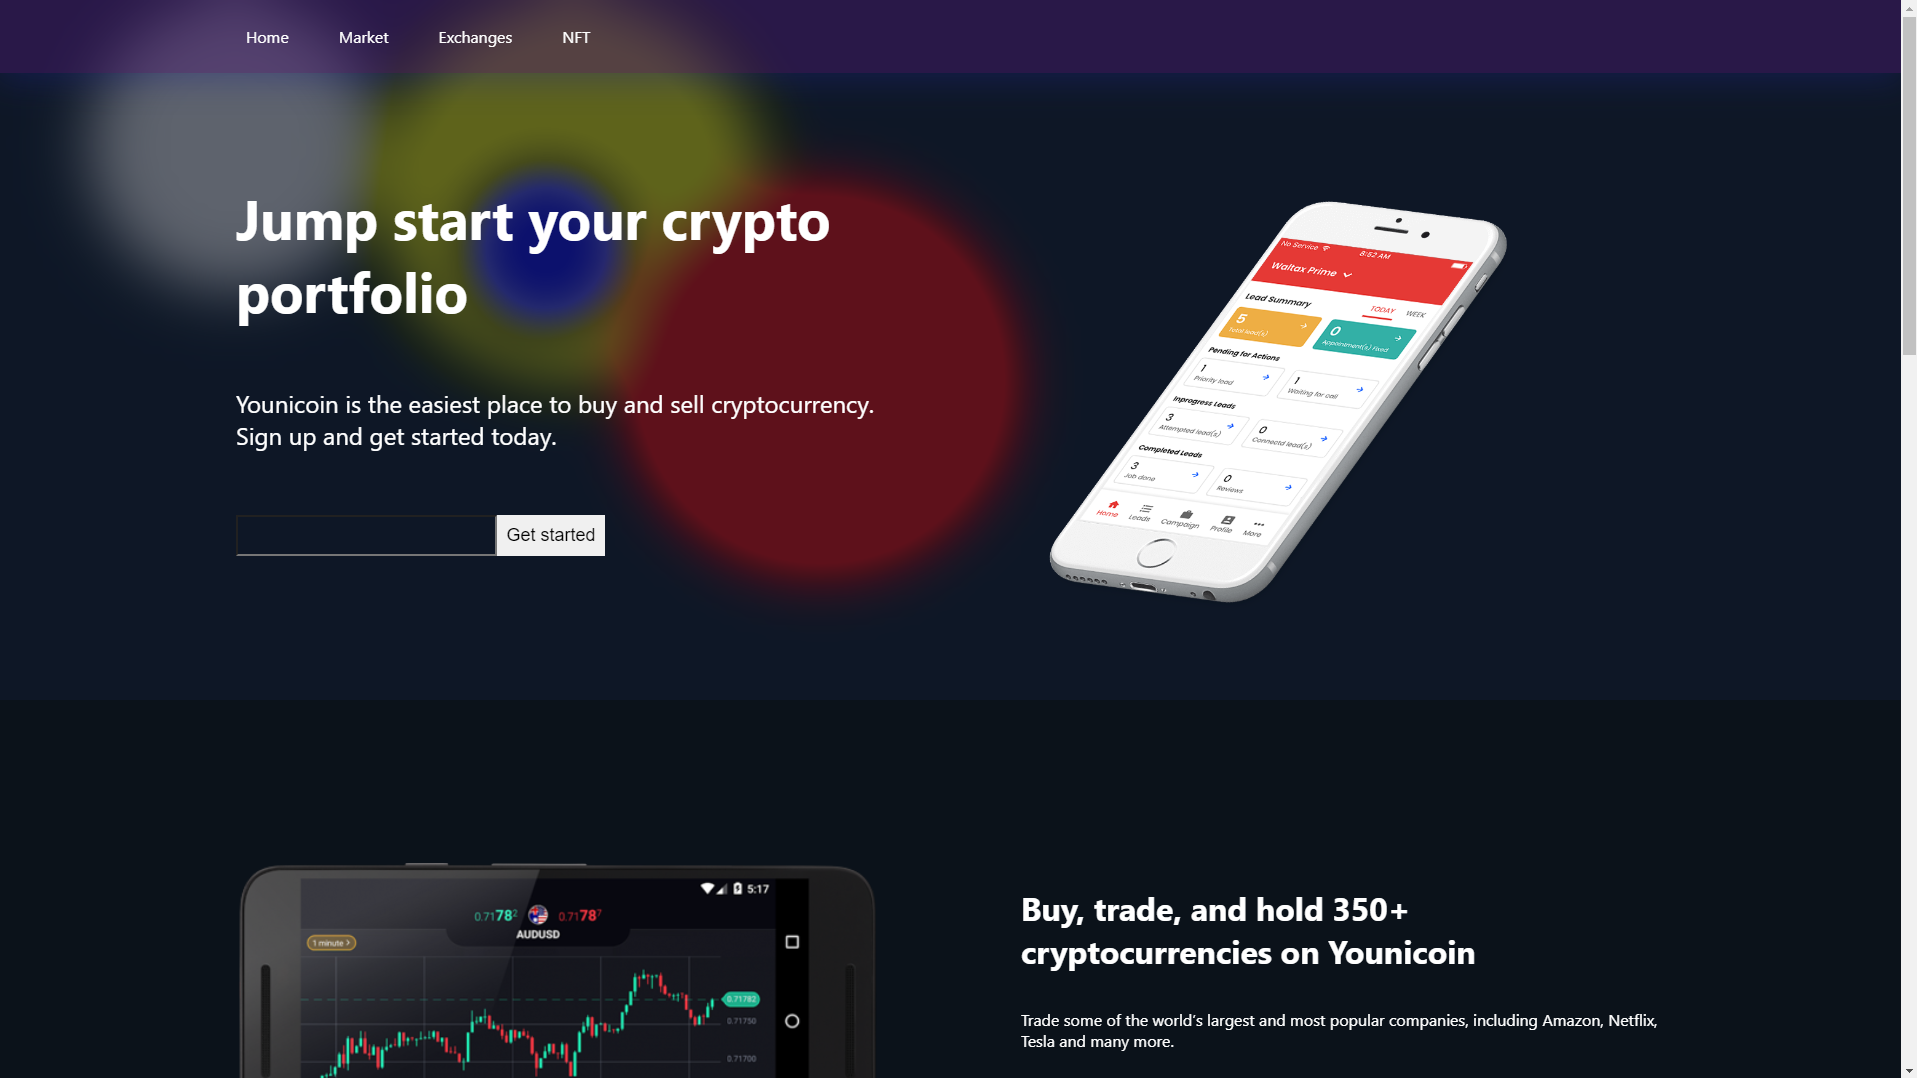 Home
Market
Exchanges
NFT
Jump start your crypto
portfolio
Younicoin is the easiest place to buy and sell cryptocurrency.
Sign up and get started today.
Get started
No Service
8:52 AM
Waltax Prime
Lead Summary
TODAY
WEEK
5
Total lead(s)
0
Appointment(s) Fixed
Pending for Actions
1
Priority lead
1
Waiting for call
Inprogress Leads
3
Attempted lead(s)
0
Connectd lead(s)
Completed Leads
3
Job done
0
Reviews
Home
Leads
Campaign
Profile
More
5:17
0.71782
0.71787
AUDUSD
1 minute >
0.71782
0.71750
0.71700
Buy, trade, and hold 350+
cryptocurrencies on Younicoin
Trade some of the world’s largest and most popular companies, including Amazon, Netflix,
Tesla and many more.